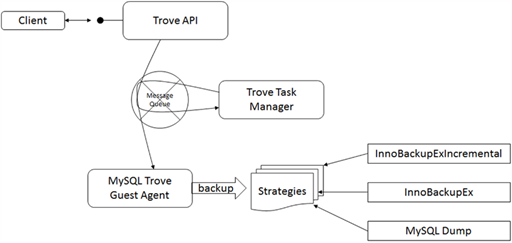 Client
Trove API
Message
Queue
Trove Task
Manager
InnoBackupExIncremental
MySQL Trove
Guest Agent
backup
Strategies
InnoBackupEx
MySQL Dump